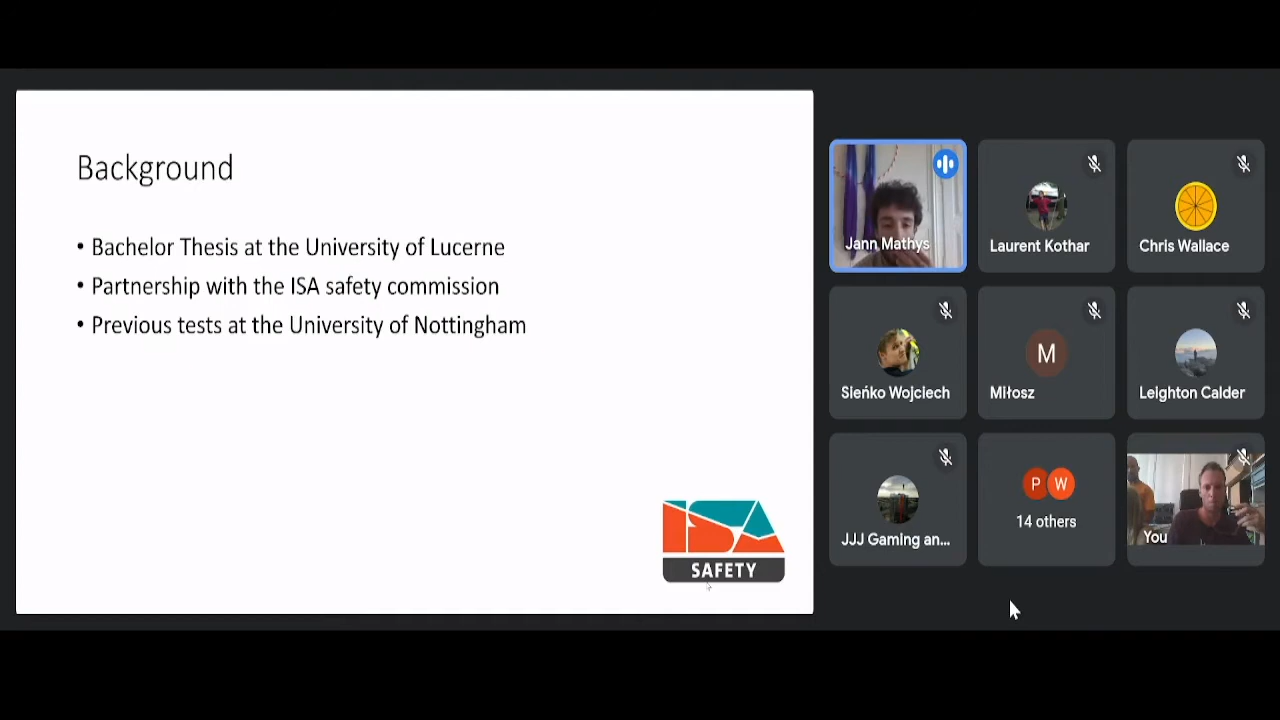 Background
• Bachelor Thesis at the University of Lucerne
• Partnership with the ISA safety commission
• Previous tests at the University of Nottingham
ISA
SAFETY
Jann Mathys
Laurent Kothar
Chris Wallace
Sieńko Wojciech
M
Miłosz
Leighton Calder
JJJ Gaming an...
P W
14 others
You